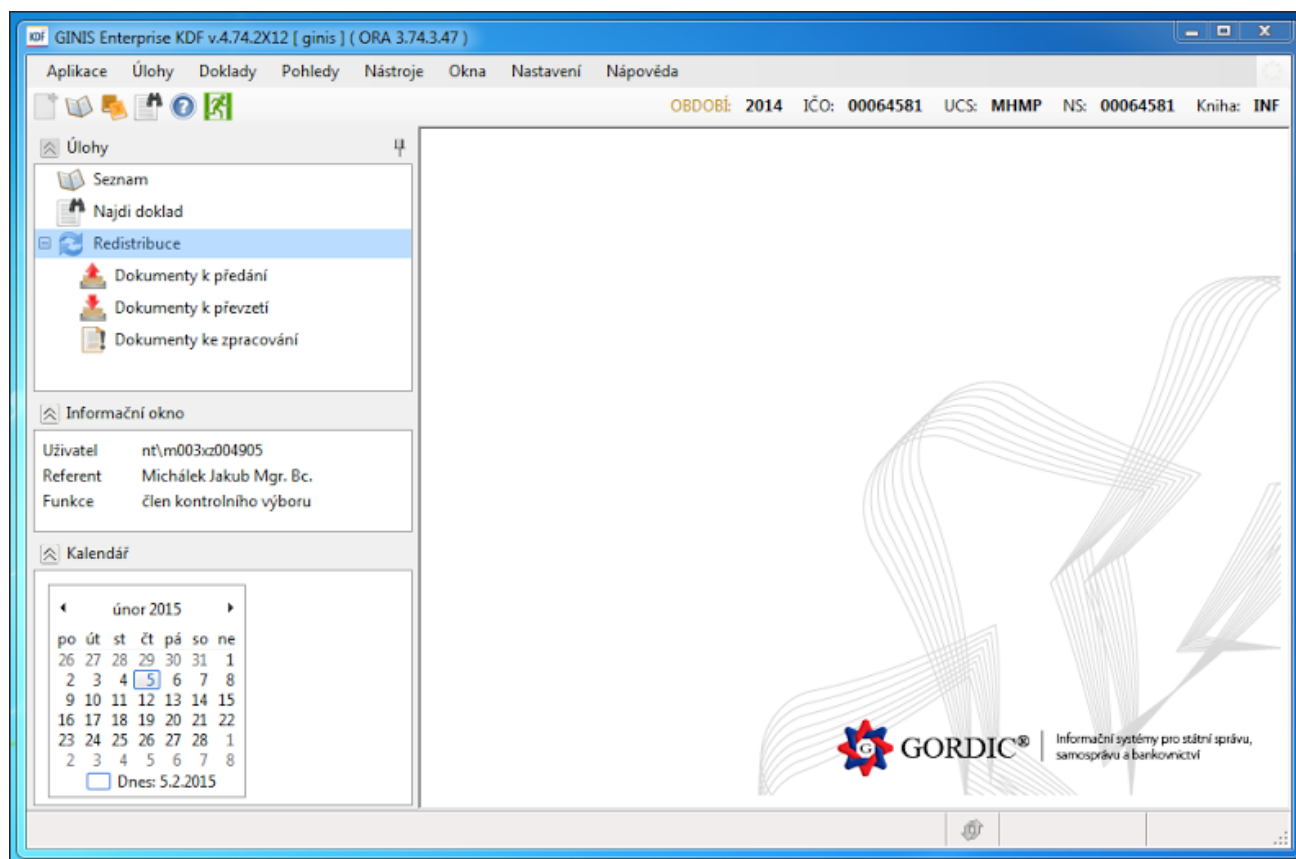 KDF GINIS Enterprise KDF v.4.74.2X12 [ ginis ] ( ORA 3.74.3.47 )
Aplikace Úlohy Doklady Pohledy Nástroje Okna Nastavení Nápověda
OBDOBÍ: 2014 IČO: 00064581 UCS: MHMP NS: 00064581 Kniha: INF
Úlohy
Seznam
Najdi doklad
Redistribuce
Dokumenty k předání
Dokumenty k převzetí
Dokumenty ke zpracování
Informační okno
Uživatel nt\m003xz004905
Referent Michálek Jakub Mgr. Bc.
Funkce člen kontrolního výboru
Kalendář
únor 2015
po út st čt pá so ne
26 27 28 29 30 31 1
2 3 4 5 6 7 8
9 10 11 12 13 14 15
16 17 18 19 20 21 22
23 24 25 26 27 28 1
2 3 4 5 6 7 8
Dnes: 5.2.2015
G GORDIC® Informační systémy pro státní správu,
samosprávu a bankovnictví